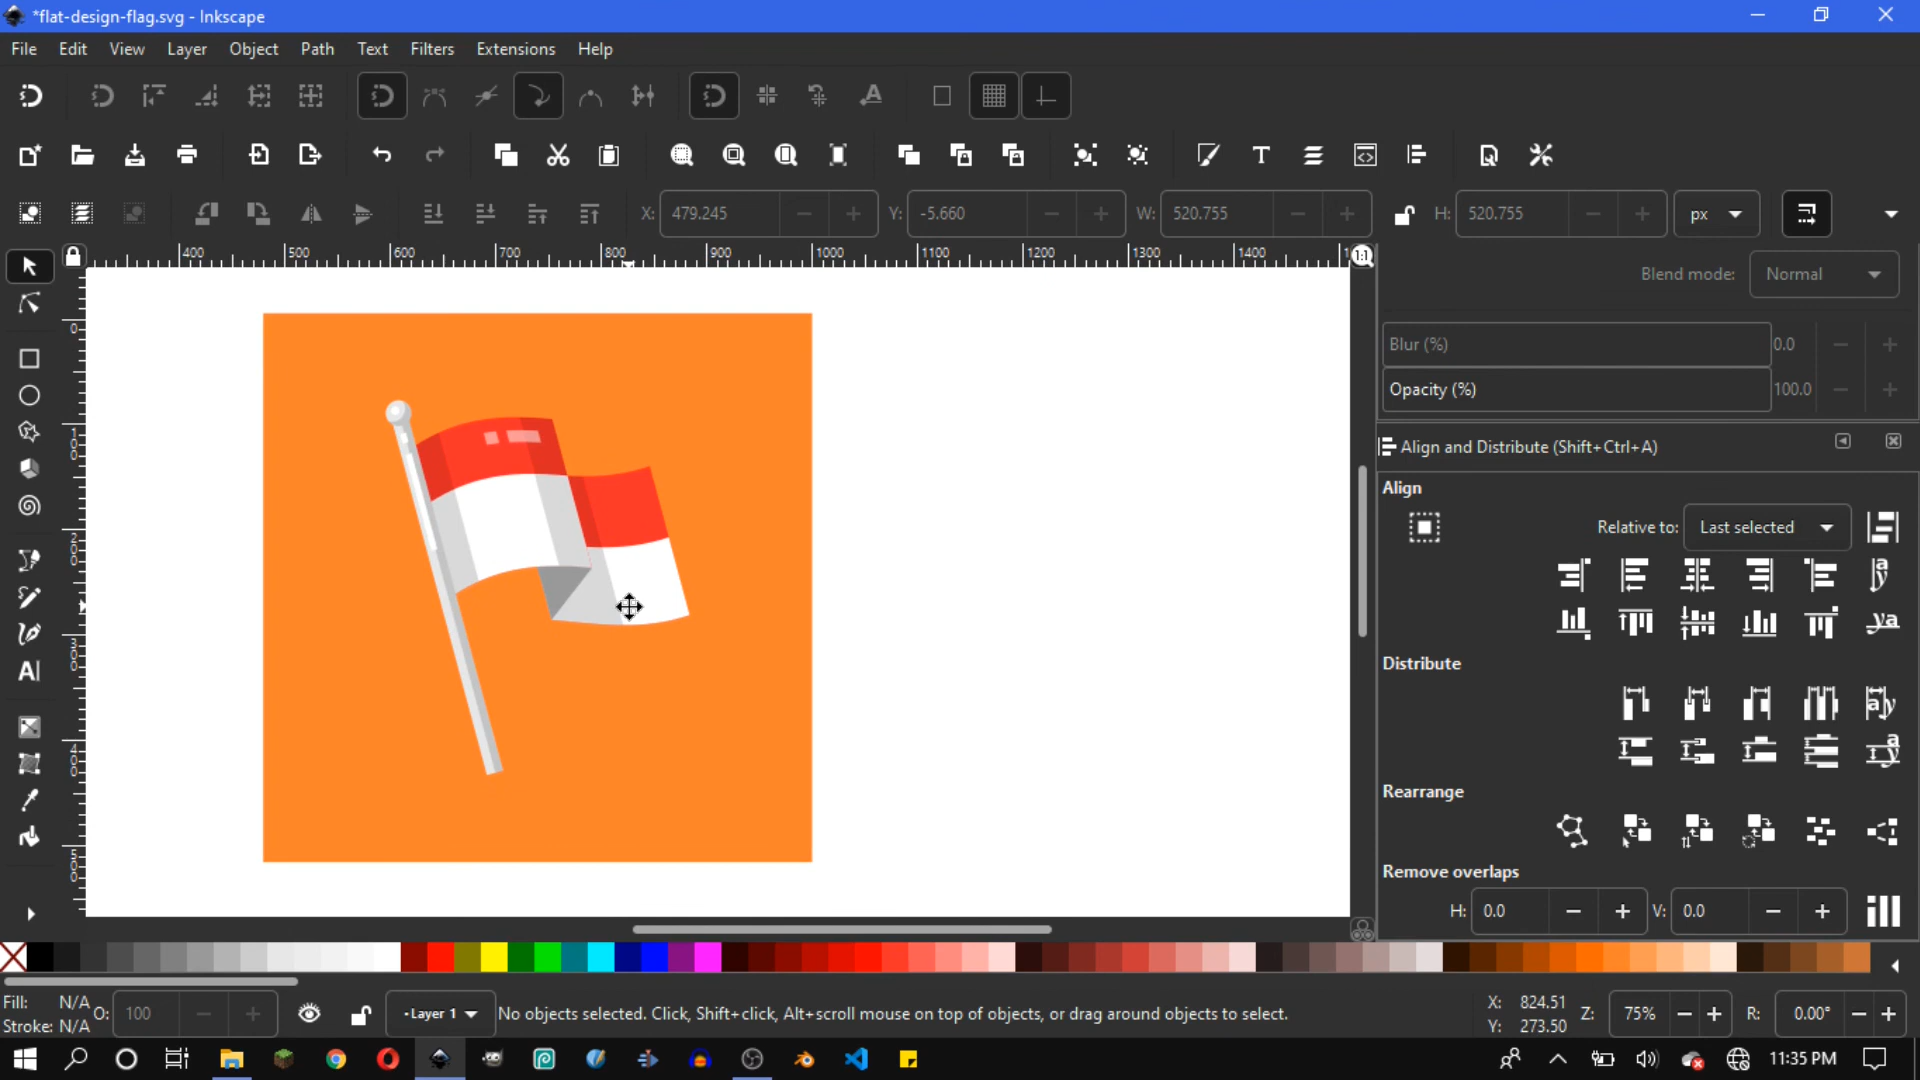 *flat-design-flag.svg - Inkscape
File Edit View Layer Object Path Text Filters Extensions Help
X: 479.245 Y: -5.660 W: 520.755 H: 520.755 px
400 500 600 700 800 900 1000 1100 1200 1300 1400
1:1
Blend mode: Normal
Blur (%) 0.0
Opacity (%) 100.0
Align and Distribute (Shift+Ctrl+A)
Align
Relative to: Last selected
Distribute
Rearrange
Remove overlaps
H: 0.0 V: 0.0
Fill: N/A
Stroke: N/A
O: 100
•Layer 1
No objects selected. Click, Shift+click, Alt+scroll mouse on top of objects, or drag around objects to select.
X: 824.51
Y: 273.50
Z: 75%
R: 0.00°
11:35 PM